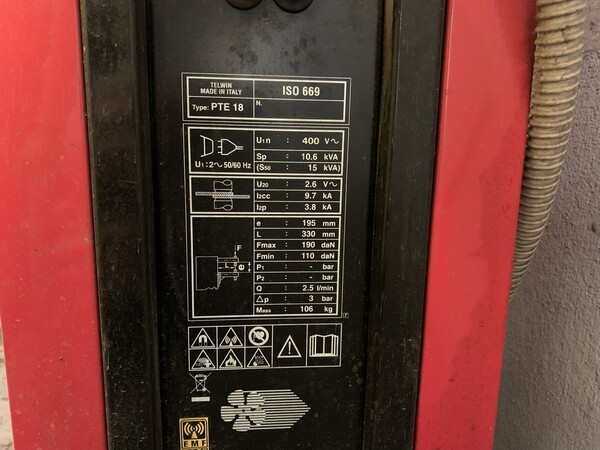 TELWIN
MADE IN ITALY
ISO 669
Type: PTE 18
N.
U1n : 400 V~
U1: 2~ 50/60 Hz
Sp : 10.6 kVA
(S50 : 15 kVA)
U20 : 2.6 V~
I2cc : 9.7 kA
I2p : 3.8 kA
e : 195 mm
L : 330 mm
Fmax : 190 daN
Fmin : 110 daN
P1 : - bar
P2 : - bar
Q : 2.5 l/min
Δp : 3 bar
Mass : 106 kg
F
L
e
EMF